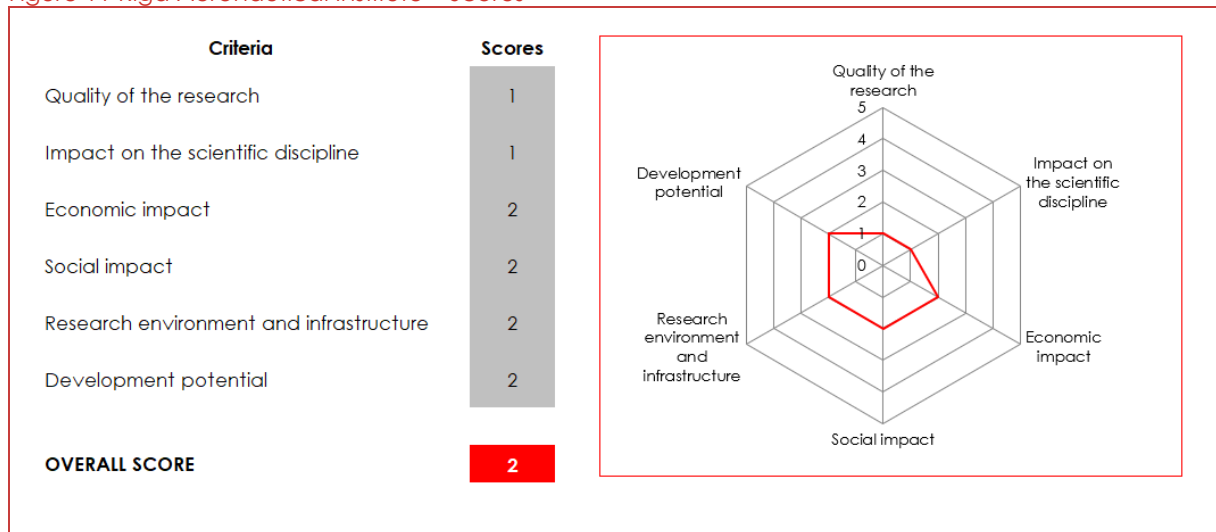 Criteria Scores
Quality of the research 1
Impact on the scientific discipline 1
Economic impact 2
Social impact 2
Research environment and infrastructure 2
Development potential 2
OVERALL SCORE 2
Quality of the
research
5
4
3
2
1
0
Impact on
the scientific
discipline
Economic
impact
Social impact
Research
environment
and
infrastructure
Development
potential